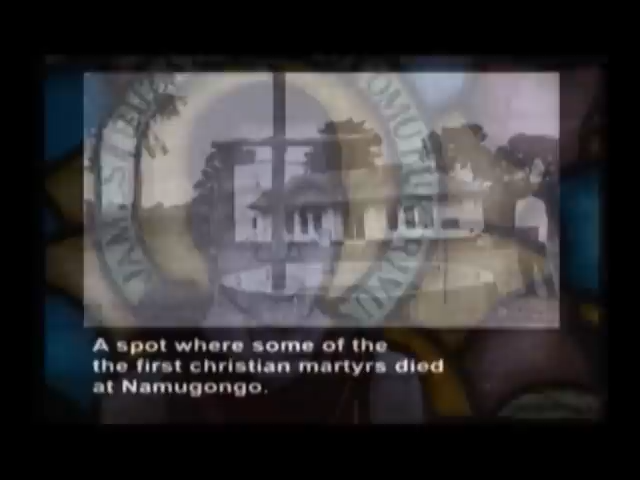 A spot where some of the
the first christian martyrs died
at Namugongo.